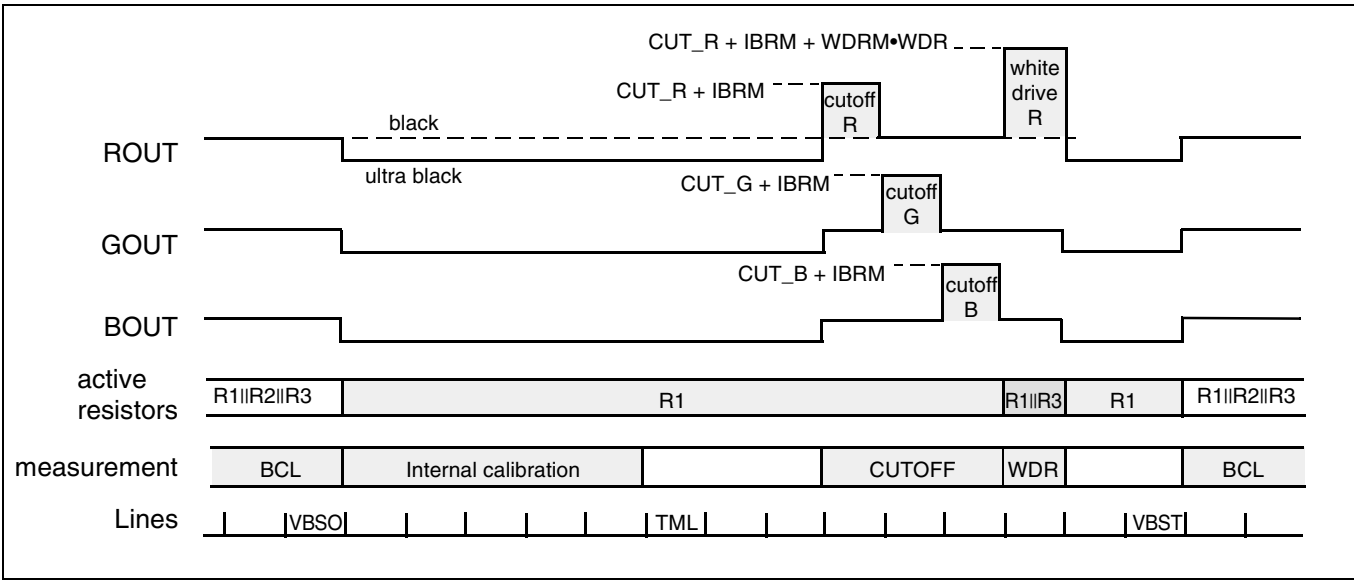 CUT_R + IBRM + WDRM•WDR
CUT_R + IBRM
white
drive
R
cutoff
R
black
ROUT
ultra black
CUT_G + IBRM
cutoff
G
GOUT
CUT_B + IBRM
cutoff
B
BOUT
active
resistors
R1||R2||R3
R1
R1||R3
R1
R1||R2||R3
measurement
BCL
Internal calibration
CUTOFF
WDR
BCL
Lines
VBSO
TML
VBST